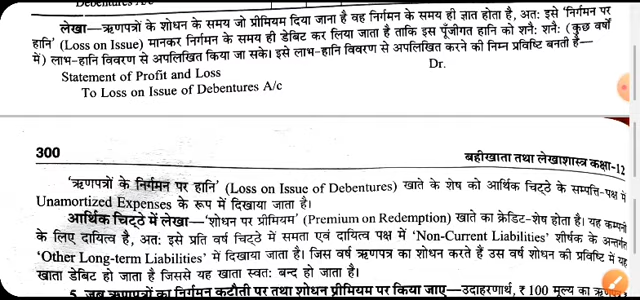 Debentures A/c
लेखा—ऋणपत्रों के शोधन के समय जो प्रीमियम दिया जाना है वह निर्गमन के समय ही ज्ञात होता है, अतः इसे 'निर्गमन पर
हानि' (Loss on Issue) मानकर निर्गमन के समय ही डेबिट कर लिया जाता है ताकि इस पूँजीगत हानि को शनैः शनैः (कुछ वर्षों
में) लाभ-हानि विवरण से अपलिखित किया जा सके। इसे लाभ-हानि विवरण से अपलिखित करने की निम्न प्रविष्टि बनती है—
Statement of Profit and Loss Dr.
To Loss on Issue of Debentures A/c
300 बहीखाता तथा लेखाशास्त्र कक्षा-12
'ऋणपत्रों के निर्गमन पर हानि' (Loss on Issue of Debentures) खाते के शेष को आर्थिक चिट्ठे के सम्पत्ति-पक्ष में
Unamortized Expenses के रूप में दिखाया जाता है।
आर्थिक चिट्ठे में लेखा—'शोधन पर प्रीमियम' (Premium on Redemption) खाते का क्रेडिट-शेष होता है। यह कम्पनी
के लिए दायित्व है, अतः इसे प्रति वर्ष चिट्ठे में समता एवं दायित्व पक्ष में 'Non-Current Liabilities' शीर्षक के अन्तर्गत
'Other Long-term Liabilities' में दिखाया जाता है। जिस वर्ष ऋणपत्र का शोधन करते हैं उस वर्ष शोधन की प्रविष्टि में यह
खाता डेबिट हो जाता है जिससे यह खाता स्वतः बन्द हो जाता है।
5. जब ऋणपत्रों का निर्गमन कटौती पर तथा शोधन प्रीमियम पर किया जाए—उदाहरणार्थ, ₹ 100 मूल्य का ऋणपत्र